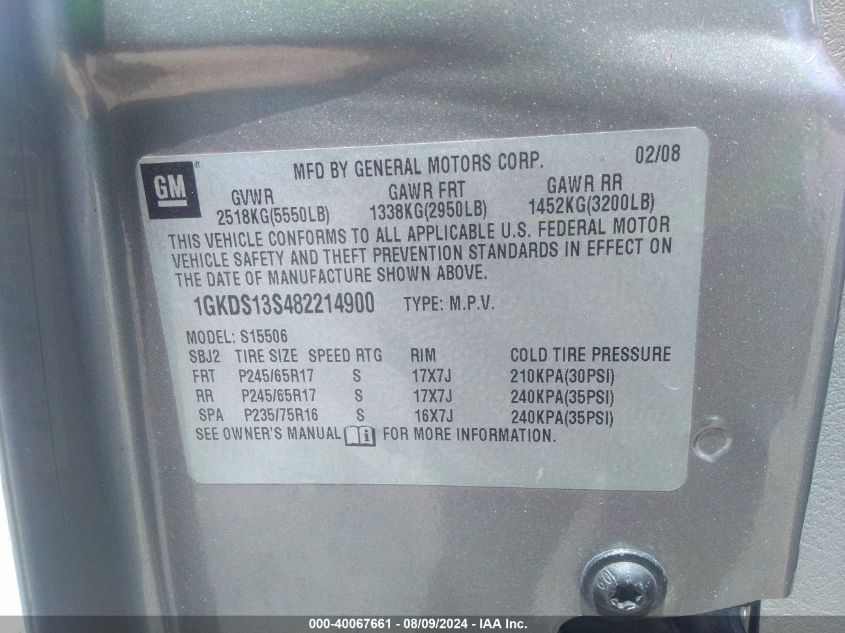 MFD BY GENERAL MOTORS CORP. 02/08
GM
GVWR GAWR FRT GAWR RR
2518KG(5550LB) 1338KG(2950LB) 1452KG(3200LB)
THIS VEHICLE CONFORMS TO ALL APPLICABLE U.S. FEDERAL MOTOR
VEHICLE SAFETY AND THEFT PREVENTION STANDARDS IN EFFECT ON
THE DATE OF MANUFACTURE SHOWN ABOVE.
1GKDS13S482214900 TYPE: M.P.V.
MODEL: S15506
SBJ2 TIRE SIZE SPEED RTG RIM COLD TIRE PRESSURE
FRT P245/65R17 S 17X7J 210KPA(30PSI)
RR P245/65R17 S 17X7J 240KPA(35PSI)
SPA P235/75R16 S 16X7J 240KPA(35PSI)
SEE OWNER'S MANUAL FOR MORE INFORMATION.
000-40067661 - 08/09/2024 - IAA Inc.